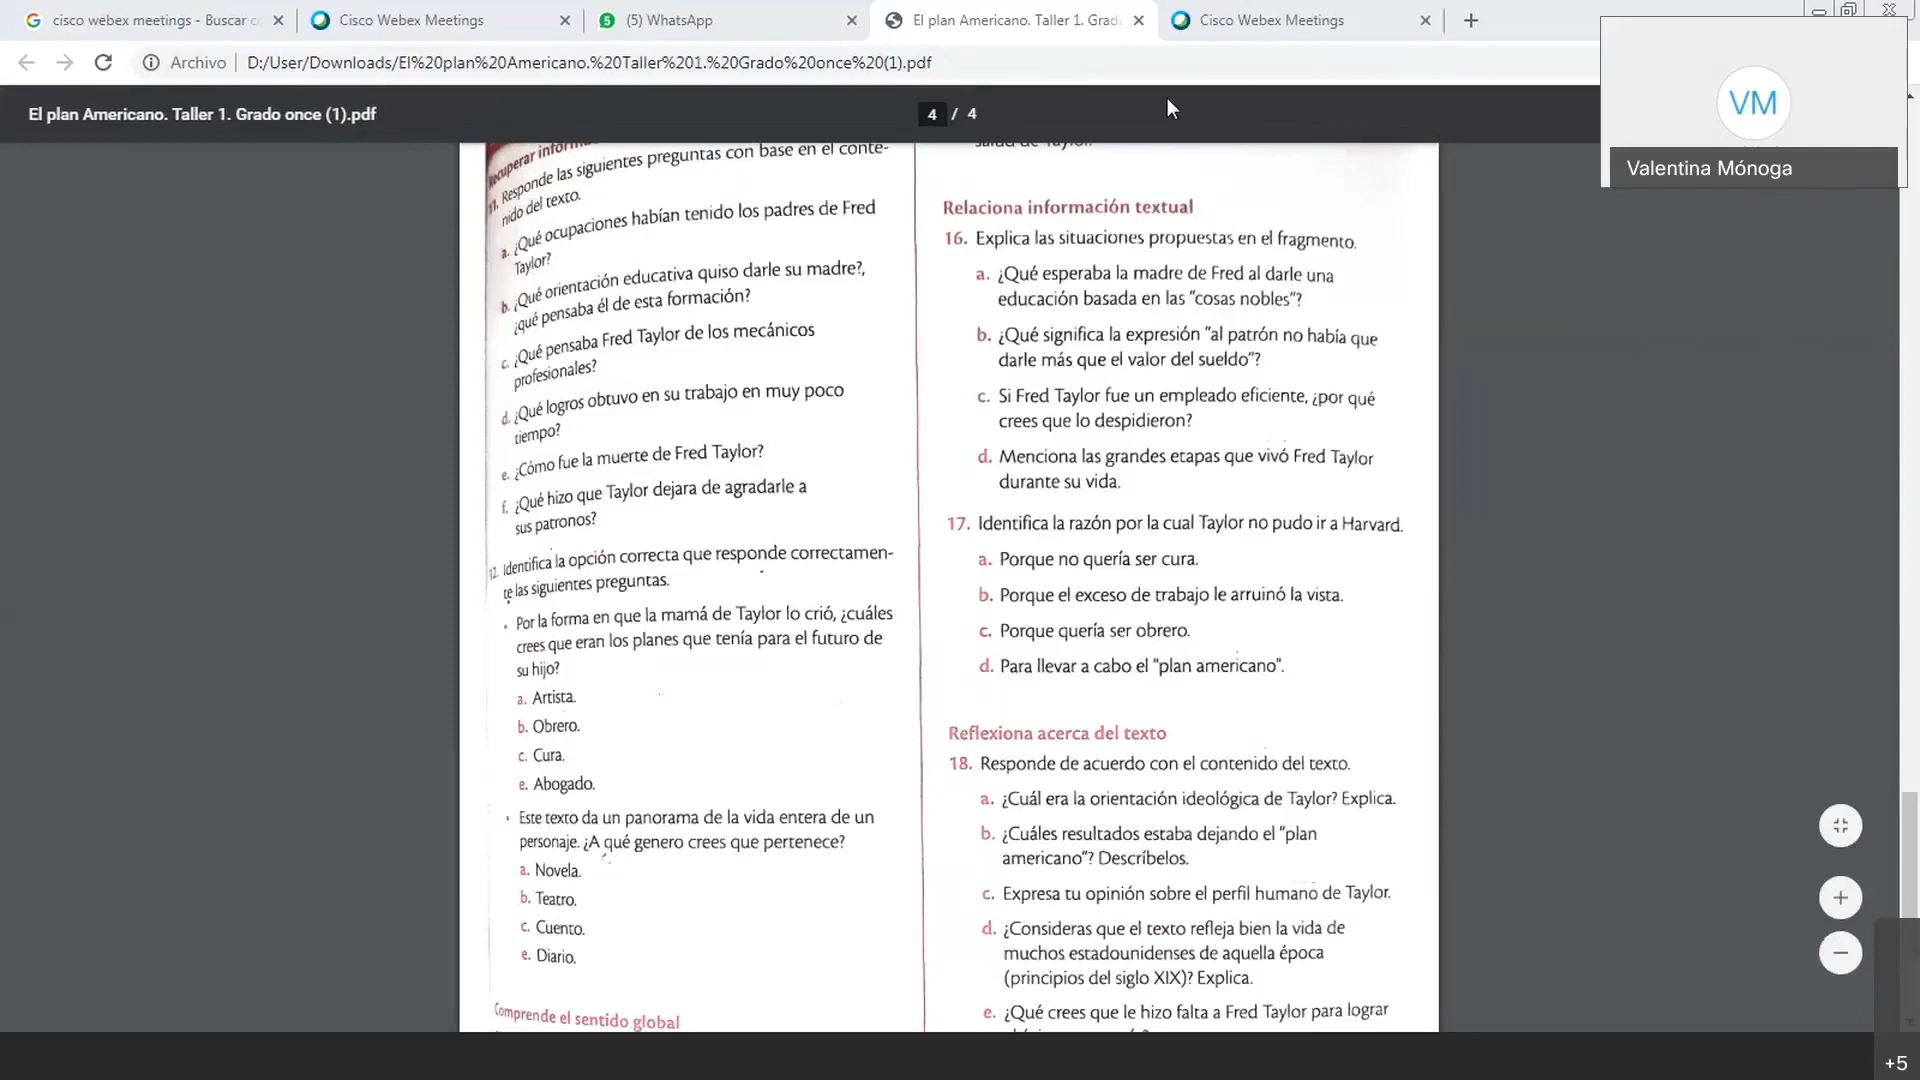 cisco webex meetings - Buscar c
Cisco Webex Meetings
(5) WhatsApp
El plan Americano. Taller 1. Grad
Cisco Webex Meetings
Archivo
D:/User/Downloads/El%20plan%20Americano.%20Taller%201.%20Grado%20once%20(1).pdf
VM
Valentina Mónoga
El plan Americano. Taller 1. Grado once (1).pdf
4 / 4
Recuperar
11. Responde las siguientes preguntas con base en el conte-
nido del texto.
a. ¿Qué ocupaciones habían tenido los padres de Fred
Taylor?
b. ¿Qué orientación educativa quiso darle su madre?,
¿qué pensaba él de esta formación?
c. ¿Qué pensaba Fred Taylor de los mecánicos
profesionales?
d. ¿Qué logros obtuvo en su trabajo en muy poco
tiempo?
e. ¿Cómo fue la muerte de Fred Taylor?
f. ¿Qué hizo que Taylor dejara de agradarle a
sus patronos?
12. Identifica la opción correcta que responde correctamen-
te las siguientes preguntas.
• Por la forma en que la mamá de Taylor lo crió, ¿cuáles
crees que eran los planes que tenía para el futuro de
su hijo?
a. Artista.
b. Obrero.
c. Cura.
e. Abogado.
• Este texto da un panorama de la vida entera de un
personaje. ¿A qué genero crees que pertenece?
a. Novela.
b. Teatro.
c. Cuento.
e. Diario.
Comprende el sentido global
salud de Taylor.
Relaciona información textual
16. Explica las situaciones propuestas en el fragmento.
a. ¿Qué esperaba la madre de Fred al darle una
educación basada en las "cosas nobles"?
b. ¿Qué significa la expresión "al patrón no había que
darle más que el valor del sueldo"?
c. Si Fred Taylor fue un empleado eficiente, ¿por qué
crees que lo despidieron?
d. Menciona las grandes etapas que vivó Fred Taylor
durante su vida.
17. Identifica la razón por la cual Taylor no pudo ir a Harvard.
a. Porque no quería ser cura.
b. Porque el exceso de trabajo le arruinó la vista.
c. Porque quería ser obrero.
d. Para llevar a cabo el "plan americano".
Reflexiona acerca del texto
18. Responde de acuerdo con el contenido del texto.
a. ¿Cuál era la orientación ideológica de Taylor? Explica.
b. ¿Cuáles resultados estaba dejando el "plan
americano"? Descríbelos.
c. Expresa tu opinión sobre el perfil humano de Taylor.
d. ¿Consideras que el texto refleja bien la vida de
muchos estadounidenses de aquella época
(principios del siglo XIX)? Explica.
e. ¿Qué crees que le hizo falta a Fred Taylor para lograr
+5